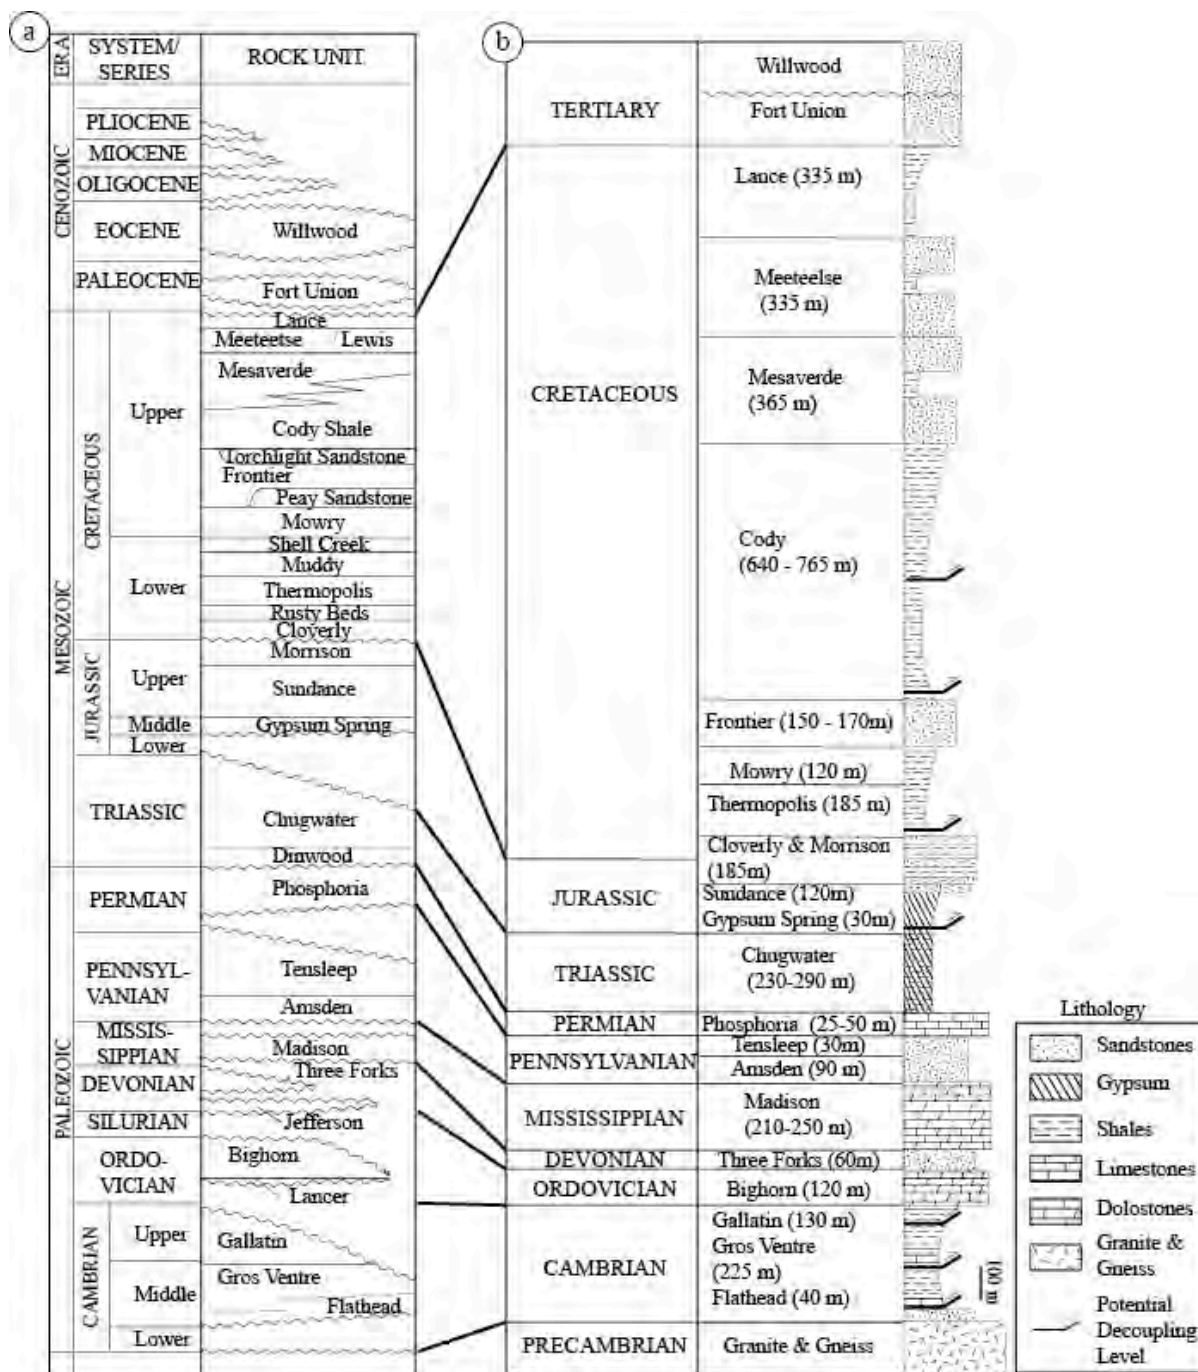 a
ERA
SYSTEM/
SERIES
ROCK UNIT
CENOZOIC
PLIOCENE
MIOCENE
OLIGOCENE
EOCENE
Willwood
PALEOCENE
Fort Union
MESOZOIC
CRETACEOUS
Upper
Lance
Meeteetse
Lewis
Mesaverde
Cody Shale
Torchlight Sandstone
Frontier
Peay Sandstone
Mowry
Lower
Shell Creek
Muddy
Thermopolis
Rusty Beds
Cloverly
JURASSIC
Upper
Morrison
Sundance
Middle
Gypsum Spring
Lower
TRIASSIC
Chugwater
Dinwood
PALEOZOIC
PERMIAN
Phosphoria
PENNSYL-
VANIAN
Tensleep
Amsden
MISSIS-
SIPPIAN
Madison
DEVONIAN
Three Forks
SILURIAN
Jefferson
ORDO-
VICIAN
Bighorn
Lancer
CAMBRIAN
Upper
Gallatin
Middle
Gros Ventre
Flathead
Lower
b
TERTIARY
Willwood
Fort Union
CRETACEOUS
Lance (335 m)
Meeteelse
(335 m)
Mesaverde
(365 m)
Cody
(640 - 765 m)
Frontier (150 - 170m)
Mowry (120 m)
Thermopolis (185 m)
Cloverly & Morrison
(185m)
JURASSIC
Sundance (120m)
Gypsum Spring (30m)
TRIASSIC
Chugwater
(230-290 m)
PERMIAN
Phosphoria (25-50 m)
PENNSYLVANIAN
Tensleep (30m)
Amsden (90 m)
MISSISSIPPIAN
Madison
(210-250 m)
DEVONIAN
Three Forks (60m)
ORDOVICIAN
Bighorn (120 m)
CAMBRIAN
Gallatin (130 m)
Gros Ventre
(225 m)
Flathead (40 m)
PRECAMBRIAN
Granite & Gneiss
100 m
Lithology
Sandstones
Gypsum
Shales
Limestones
Dolostones
Granite &
Gneiss
Potential
Decoupling
Level